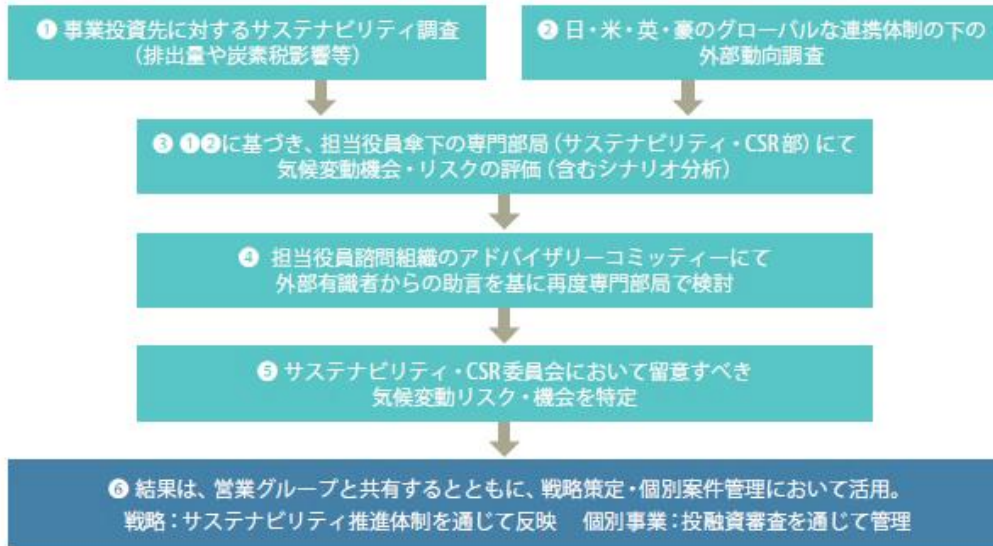 ❶ 事業投資先に対するサステナビリティ調査
（排出量や炭素税影響等）
❷ 日・米・英・豪のグローバルな連携体制の下の
外部動向調査
❸ ❶❷に基づき、担当役員傘下の専門部局（サステナビリティ・CSR部）にて
気候変動機会・リスクの評価（含むシナリオ分析）
❹ 担当役員諮問組織のアドバイザリーコミッティーにて
外部有識者からの助言を基に再度専門部局で検討
❺ サステナビリティ・CSR委員会において留意すべき
気候変動リスク・機会を特定
❻ 結果は、営業グループと共有するとともに、戦略策定・個別案件管理において活用。
戦略：サステナビリティ推進体制を通じて反映　個別事業：投融資審査を通じて管理